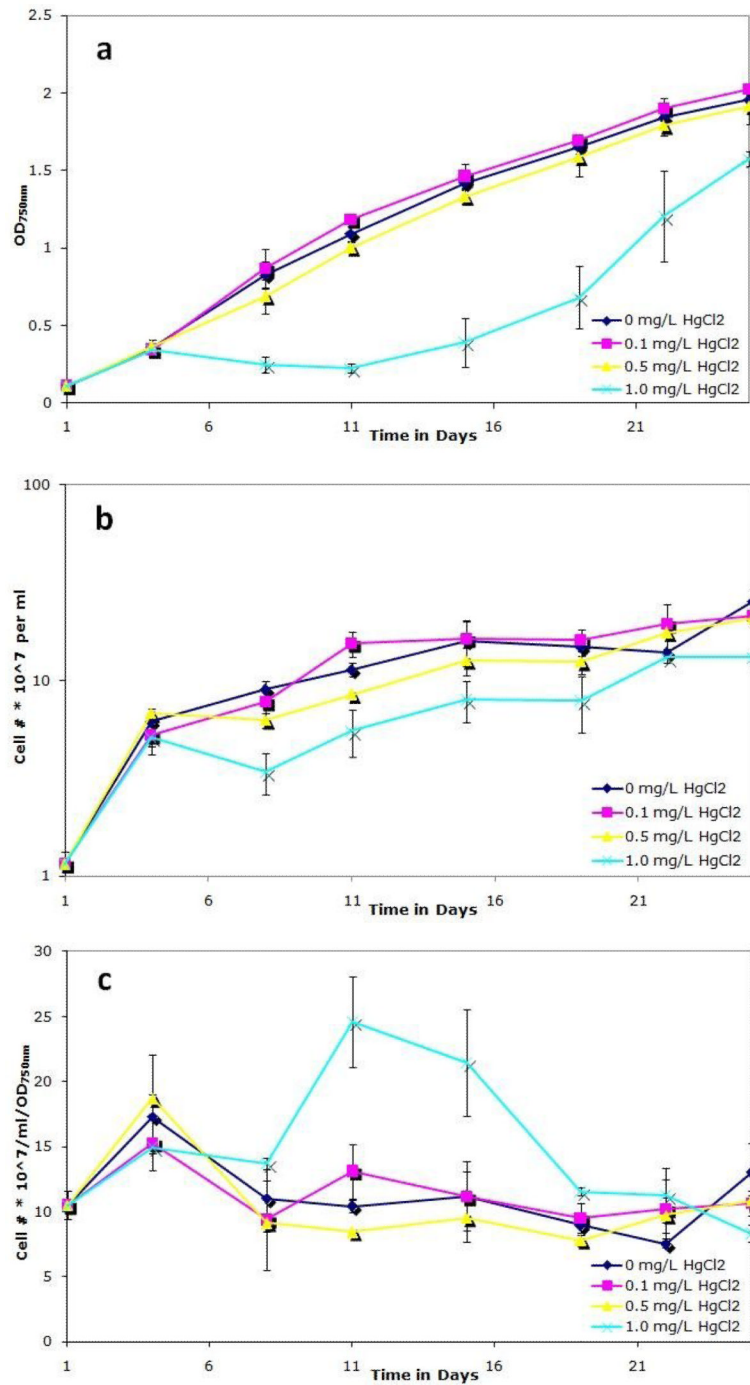 a
2.5
2
1.5
1
0.5
0
OD750nm
0 mg/L HgCl2
0.1 mg/L HgCl2
0.5 mg/L HgCl2
1.0 mg/L HgCl2
1 6 11 16 21
Time in Days
b
100
10
1
Cell # * 10^7 per ml
0 mg/L HgCl2
0.1 mg/L HgCl2
0.5 mg/L HgCl2
1.0 mg/L HgCl2
1 6 11 16 21
Time in Days
c
30
25
20
15
10
5
0
Cell # * 10^7/ml/OD750nm
0 mg/L HgCl2
0.1 mg/L HgCl2
0.5 mg/L HgCl2
1.0 mg/L HgCl2
1 6 11 16 21
Time in Days